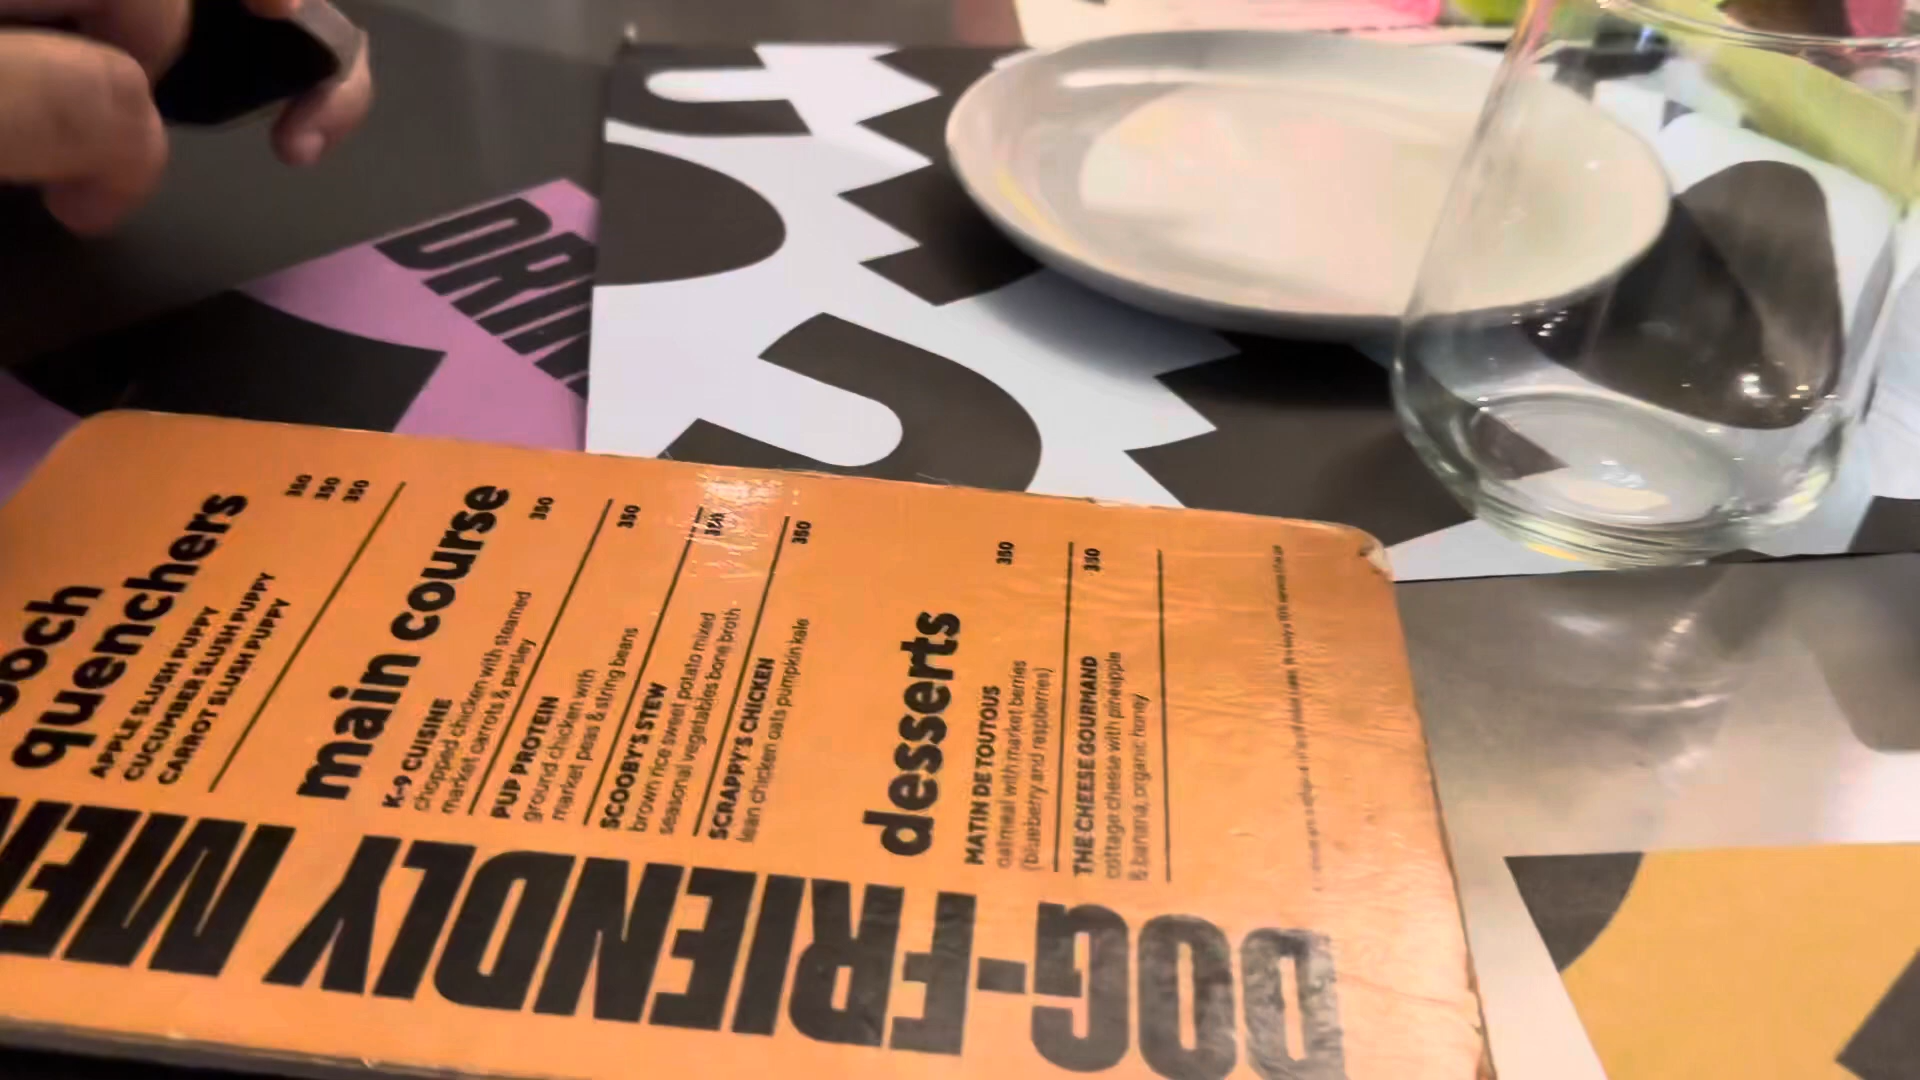 DRIN
DOG-FRIENDLY MEN
quenchers
APPLE SLUSH PUPPY 350
CUCUMBER SLUSH PUPPY 350
CARROT SLUSH PUPPY 350
main course
K-9 CUISINE 350
chopped chicken with steamed
market carrots & parsley
PUP PROTEIN 350
ground chicken with
market peas & string beans
SCOOBY'S STEW 350
brown rice sweet potato mixed
seasonal vegetables bone broth
SCRAPPY'S CHICKEN 350
lean chicken oats pumpkin kale
desserts
MATIN DE TOUTOUS 350
oatmeal with market berries
(blueberry and raspberries)
THE CHEESE GOURMAND 350
cottage cheese with pineapple
& banana, organic honey